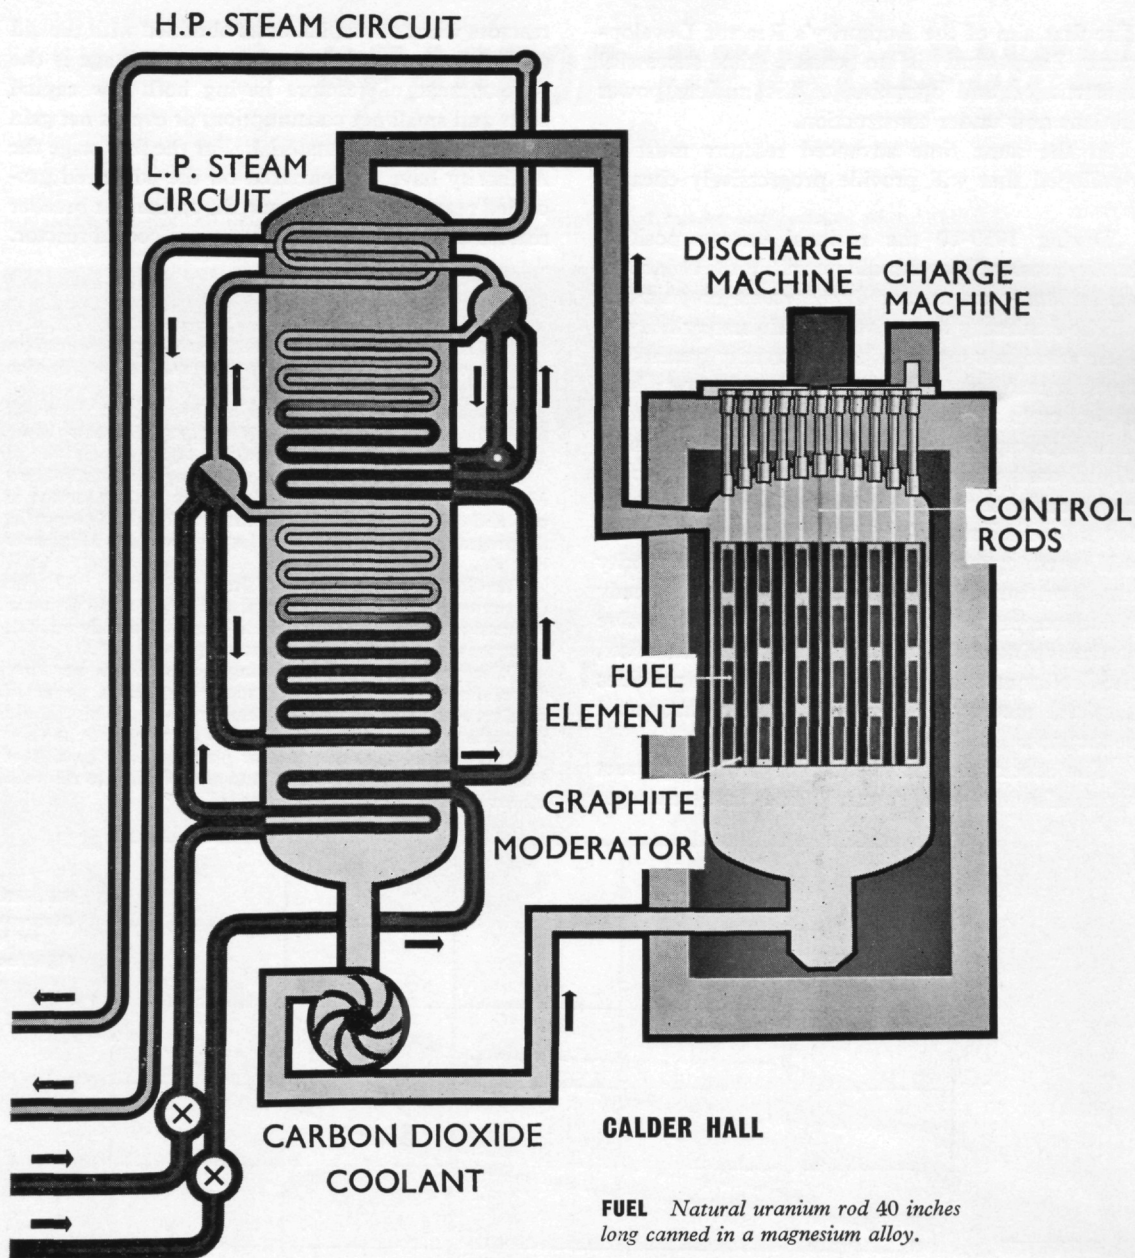 H.P. STEAM CIRCUIT
L.P. STEAM
CIRCUIT
DISCHARGE
MACHINE
CHARGE
MACHINE
CONTROL
RODS
FUEL
ELEMENT
GRAPHITE
MODERATOR
CARBON DIOXIDE
COOLANT
CALDER HALL
FUEL Natural uranium rod 40 inches
long canned in a magnesium alloy.